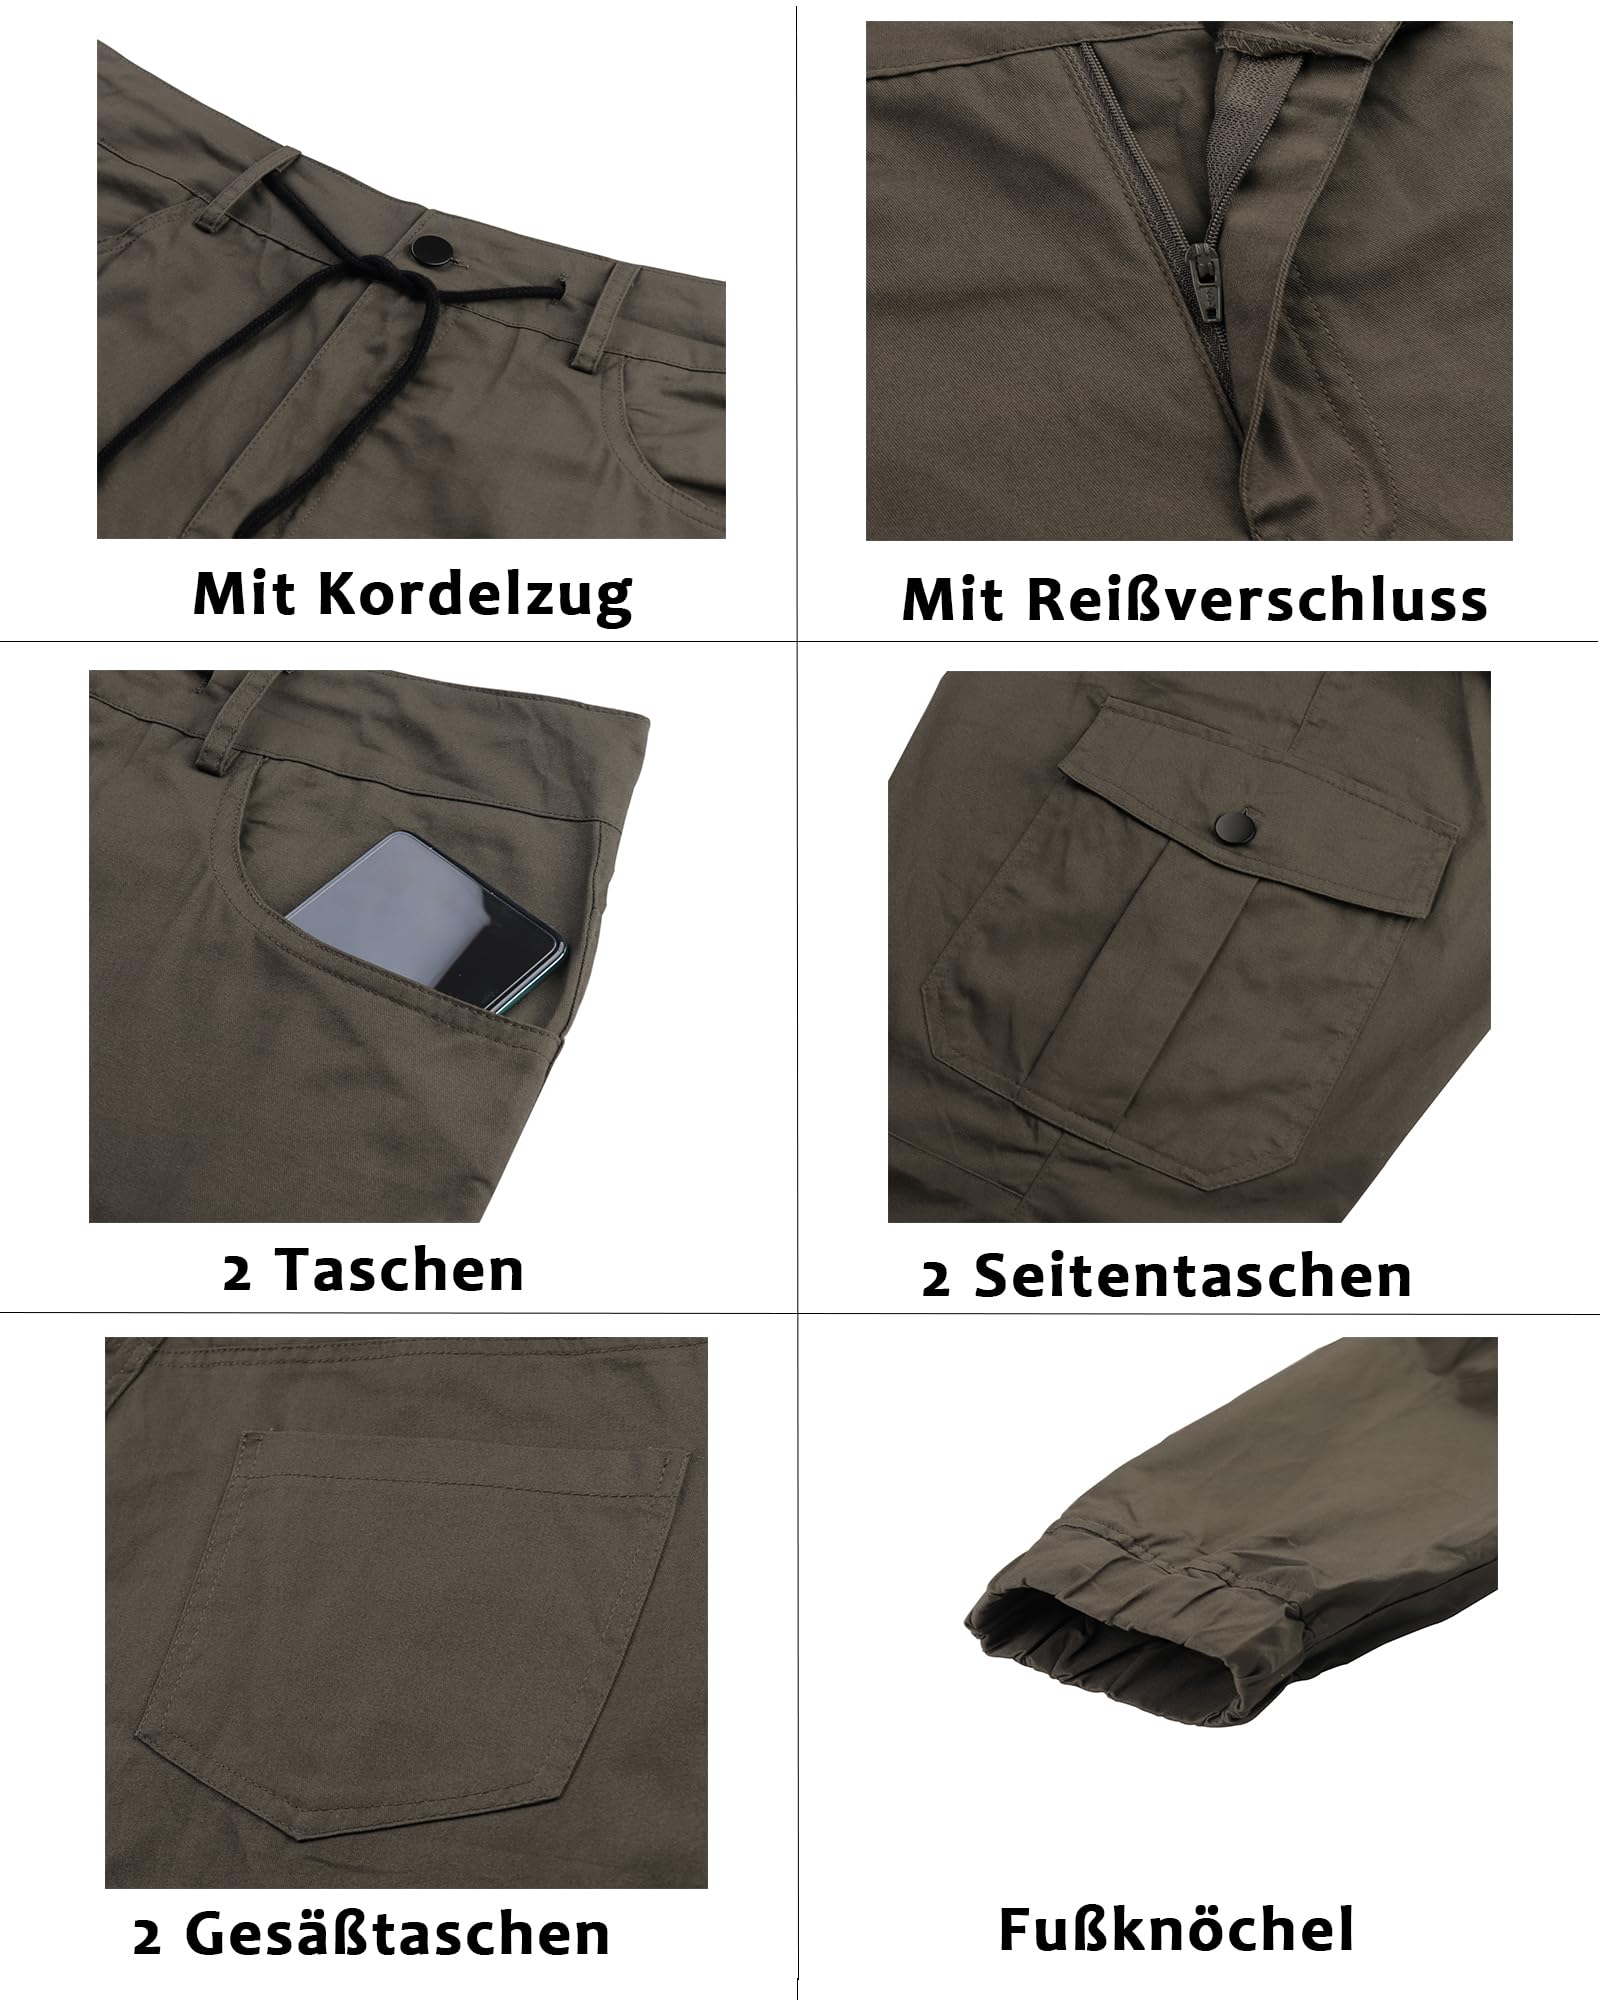 Mit Kordelzug
Mit Reißverschluss
2 Taschen
2 Seitentaschen
2 Gesäßtaschen
Fußknöchel